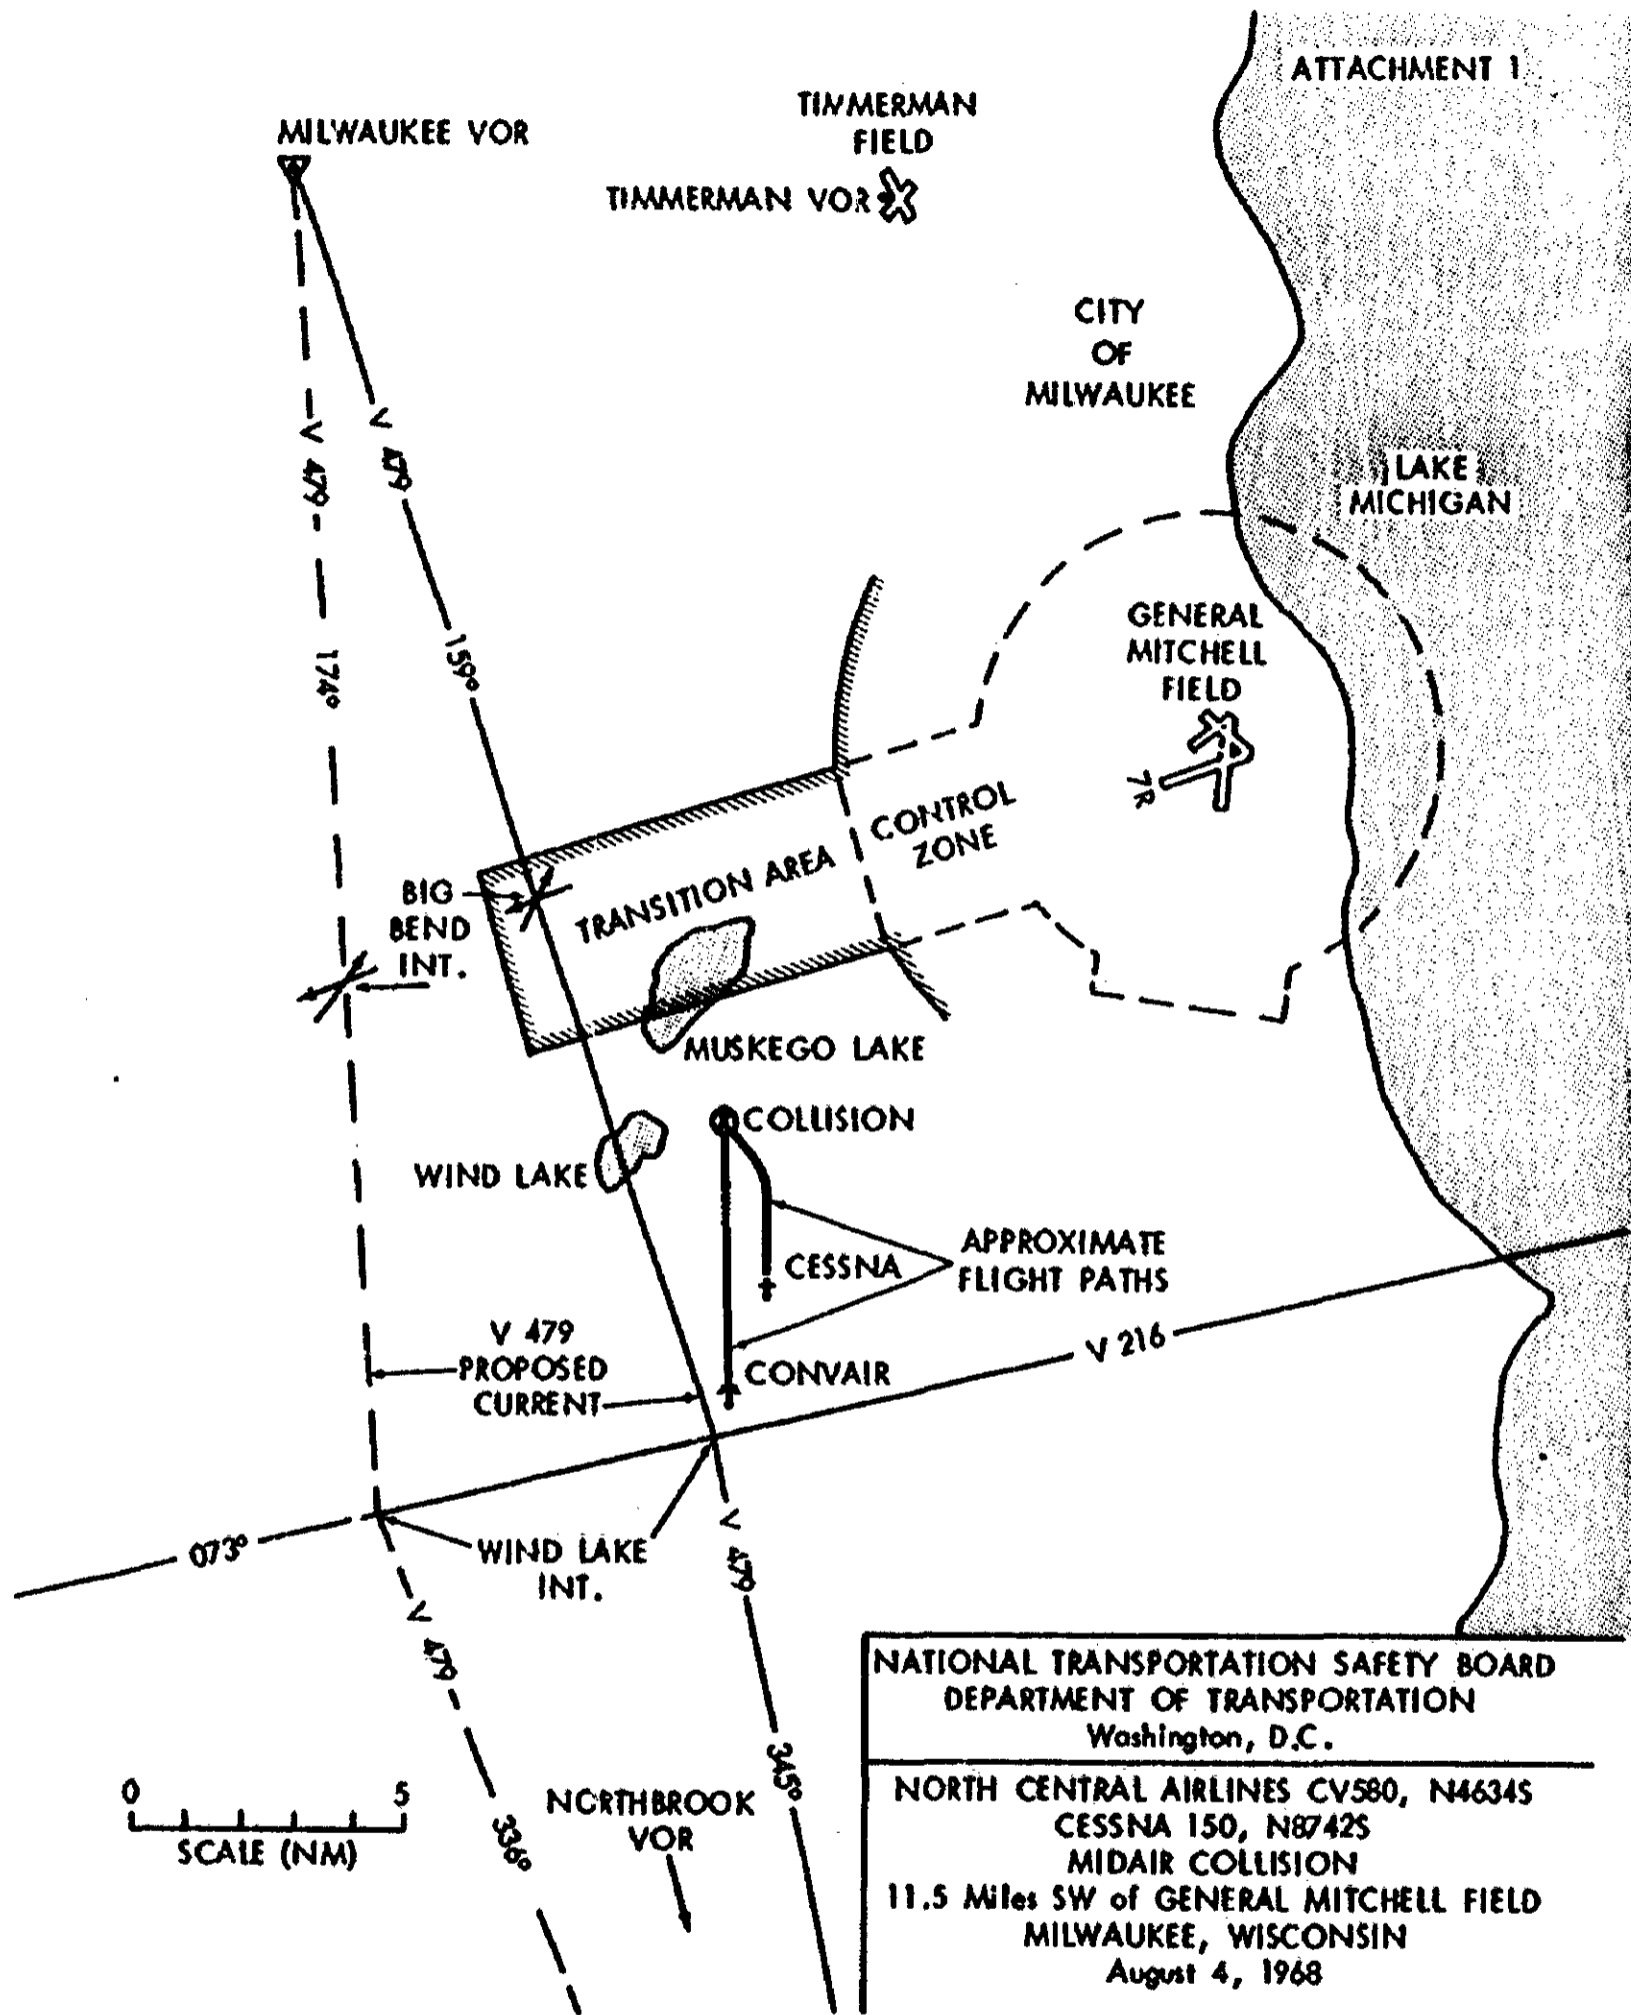 ATTACHMENT 1
MILWAUKEE VOR
TIMMERMAN
FIELD
TIMMERMAN VOR
CITY
OF
MILWAUKEE
LAKE
MICHIGAN
V 479
V 479
159°
174°
GENERAL
MITCHELL
FIELD
7R
CONTROL
ZONE
TRANSITION AREA
BIG
BEND
INT.
MUSKEGO LAKE
COLLISION
WIND LAKE
CESSNA
APPROXIMATE
FLIGHT PATHS
V 479
PROPOSED
CURRENT
CONVAIR
V 216
073°
WIND LAKE
INT.
V 479
V 479
345°
336°
0 5
SCALE (NM)
NORTHBROOK
VOR
NATIONAL TRANSPORTATION SAFETY BOARD
DEPARTMENT OF TRANSPORTATION
Washington, D.C.
NORTH CENTRAL AIRLINES CV580, N4634S
CESSNA 150, N8742S
MIDAIR COLLISION
11.5 Miles SW of GENERAL MITCHELL FIELD
MILWAUKEE, WISCONSIN
August 4, 1968